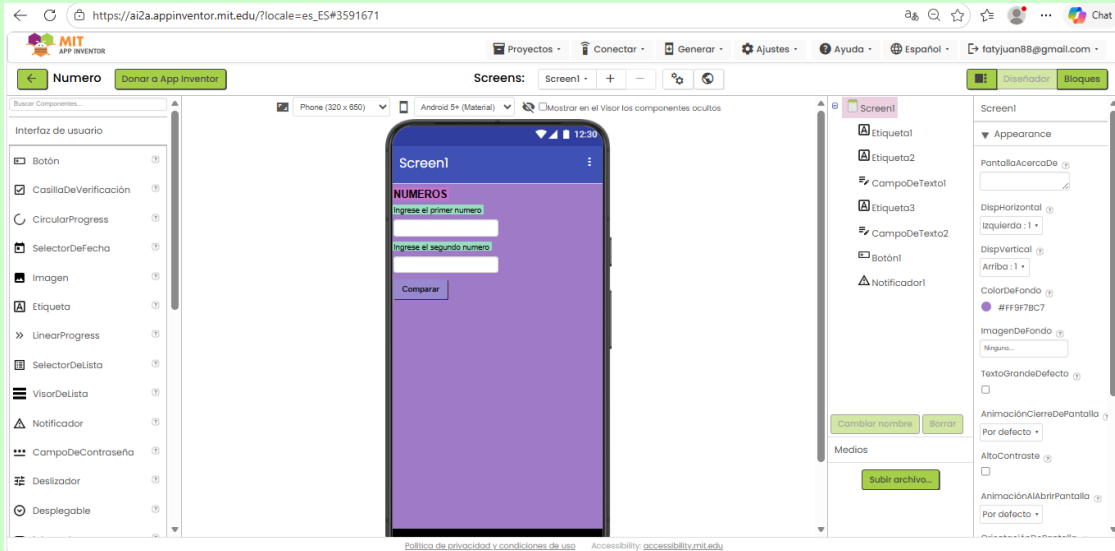 https://ai2a.appinventor.mit.edu/?locale=es_ES#3591671
Chat
MIT
APP INVENTOR
Proyectos
Conectar
Generar
Ajustes
Ayuda
Español
fatyjuan88@gmail.com
Numero
Donar a App Inventor
Screens:
Screen1
+
−
Diseñador
Bloques
Buscar Componentes...
Interfaz de usuario
Botón
CasillaDeVerificación
CircularProgress
SelectorDeFecha
Imagen
Etiqueta
LinearProgress
SelectorDeLista
VisorDeLista
Notificador
CampoDeContraseña
Deslizador
Desplegable
Phone (320 x 650)
Android 5+ (Material)
Mostrar en el Visor los componentes ocultos
12:30
Screen1
NUMEROS
Ingrese el primer numero
Ingrese el segundo numero
Comparar
Screen1
Etiqueta1
Etiqueta2
CampoDeTexto1
Etiqueta3
CampoDeTexto2
Botón1
Notificador1
Cambiar nombre
Borrar
Medios
Subir archivo...
Screen1
Appearance
PantallaAcercaDe
DispHorizontal
Izquierda : 1
DispVertical
Arriba : 1
ColorDeFondo
#FF9F7BC7
ImagenDeFondo
Ninguno...
TextoGrandeDefecto
AnimaciónCierreDePantalla
Por defecto
AltoContraste
AnimaciónAlAbrirPantalla
Por defecto
Política de privacidad y condiciones de uso
Accessibility: accessibility.mit.edu